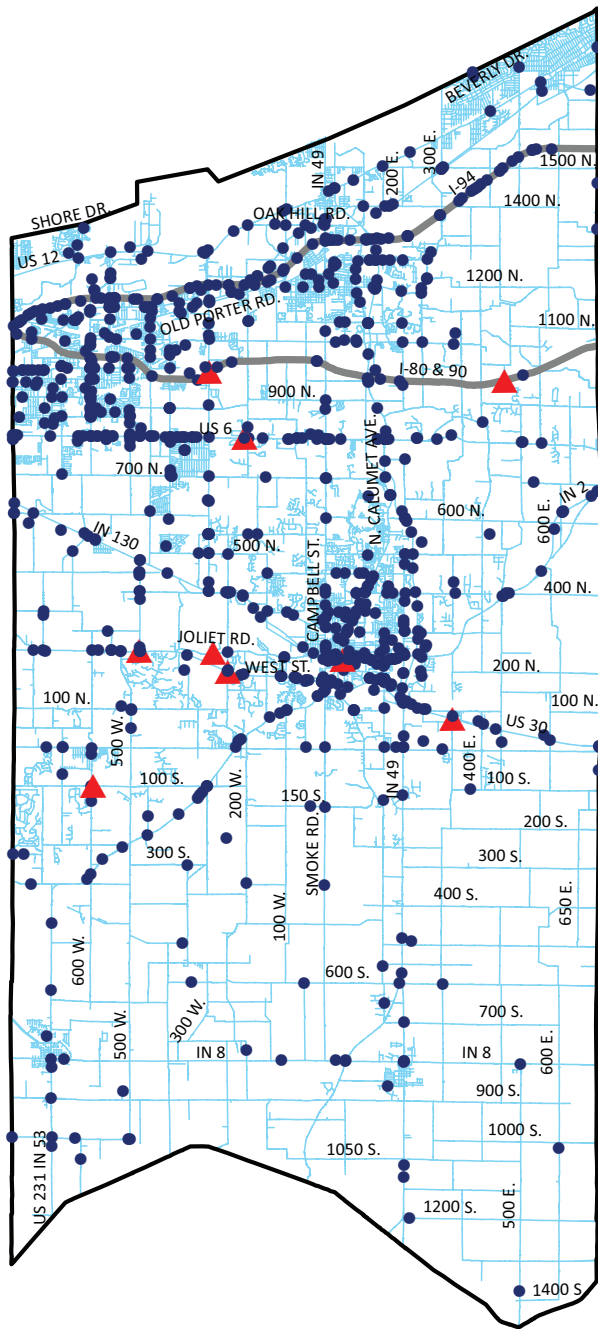 BEVERLY DR.
IN 49
200 E.
300 E.
I-94
1500 N.
1400 N.
SHORE DR.
OAK HILL RD.
US 12
1200 N.
OLD PORTER RD.
1100 N.
I-80 & 90
900 N.
US 6
N. CALUMET AVE.
700 N.
IN 2
600 N.
600 E.
IN 130
500 N.
CAMPBELL ST.
400 N.
JOLIET RD.
WEST ST.
200 N.
100 N.
100 N.
US 30
500 W.
400 E.
IN 49
100 S.
200 W.
150 S
100 S.
200 S.
SMOKE RD.
300 S.
300 S.
400 S.
650 E.
100 W.
600 W.
600 S.
300 W.
700 S.
500 W.
IN 8
IN 8
600 E.
900 S.
1000 S.
1050 S.
US 231 IN 53
1200 S.
500 E.
1400 S